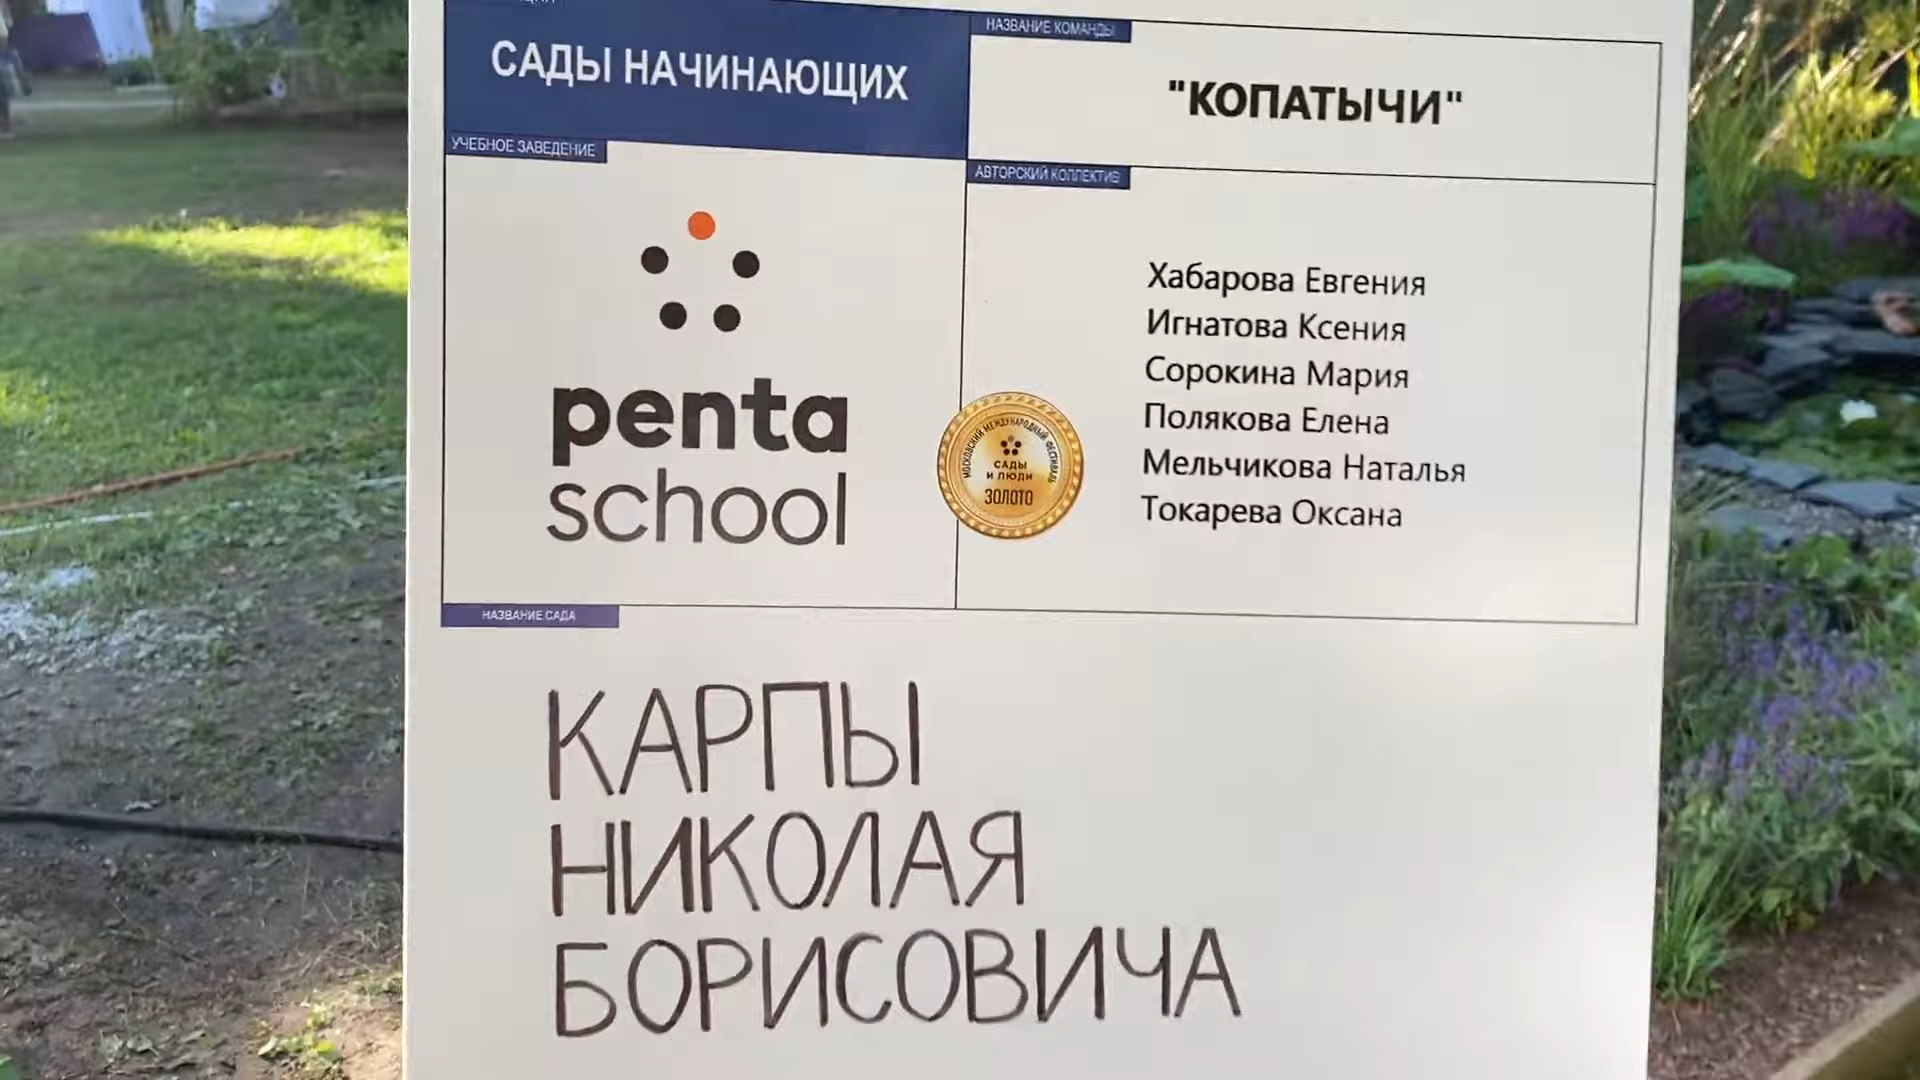 САДЫ НАЧИНАЮЩИХ
НАЗВАНИЕ КОМАНДЫ
"КОПАТЫЧИ"
УЧЕБНОЕ ЗАВЕДЕНИЕ
penta
school
АВТОРСКИЙ КОЛЛЕКТИВ
Хабарова Евгения
Игнатова Ксения
Сорокина Мария
Полякова Елена
Мельчикова Наталья
Токарева Оксана
МОСКОВСКИЙ МЕЖДУНАРОДНЫЙ ФЕСТИВАЛЬ
САДЫ
И ЛЮДИ
ЗОЛОТО
НАЗВАНИЕ САДА
КАРПЫ
НИКОЛАЯ
БОРИСОВИЧА